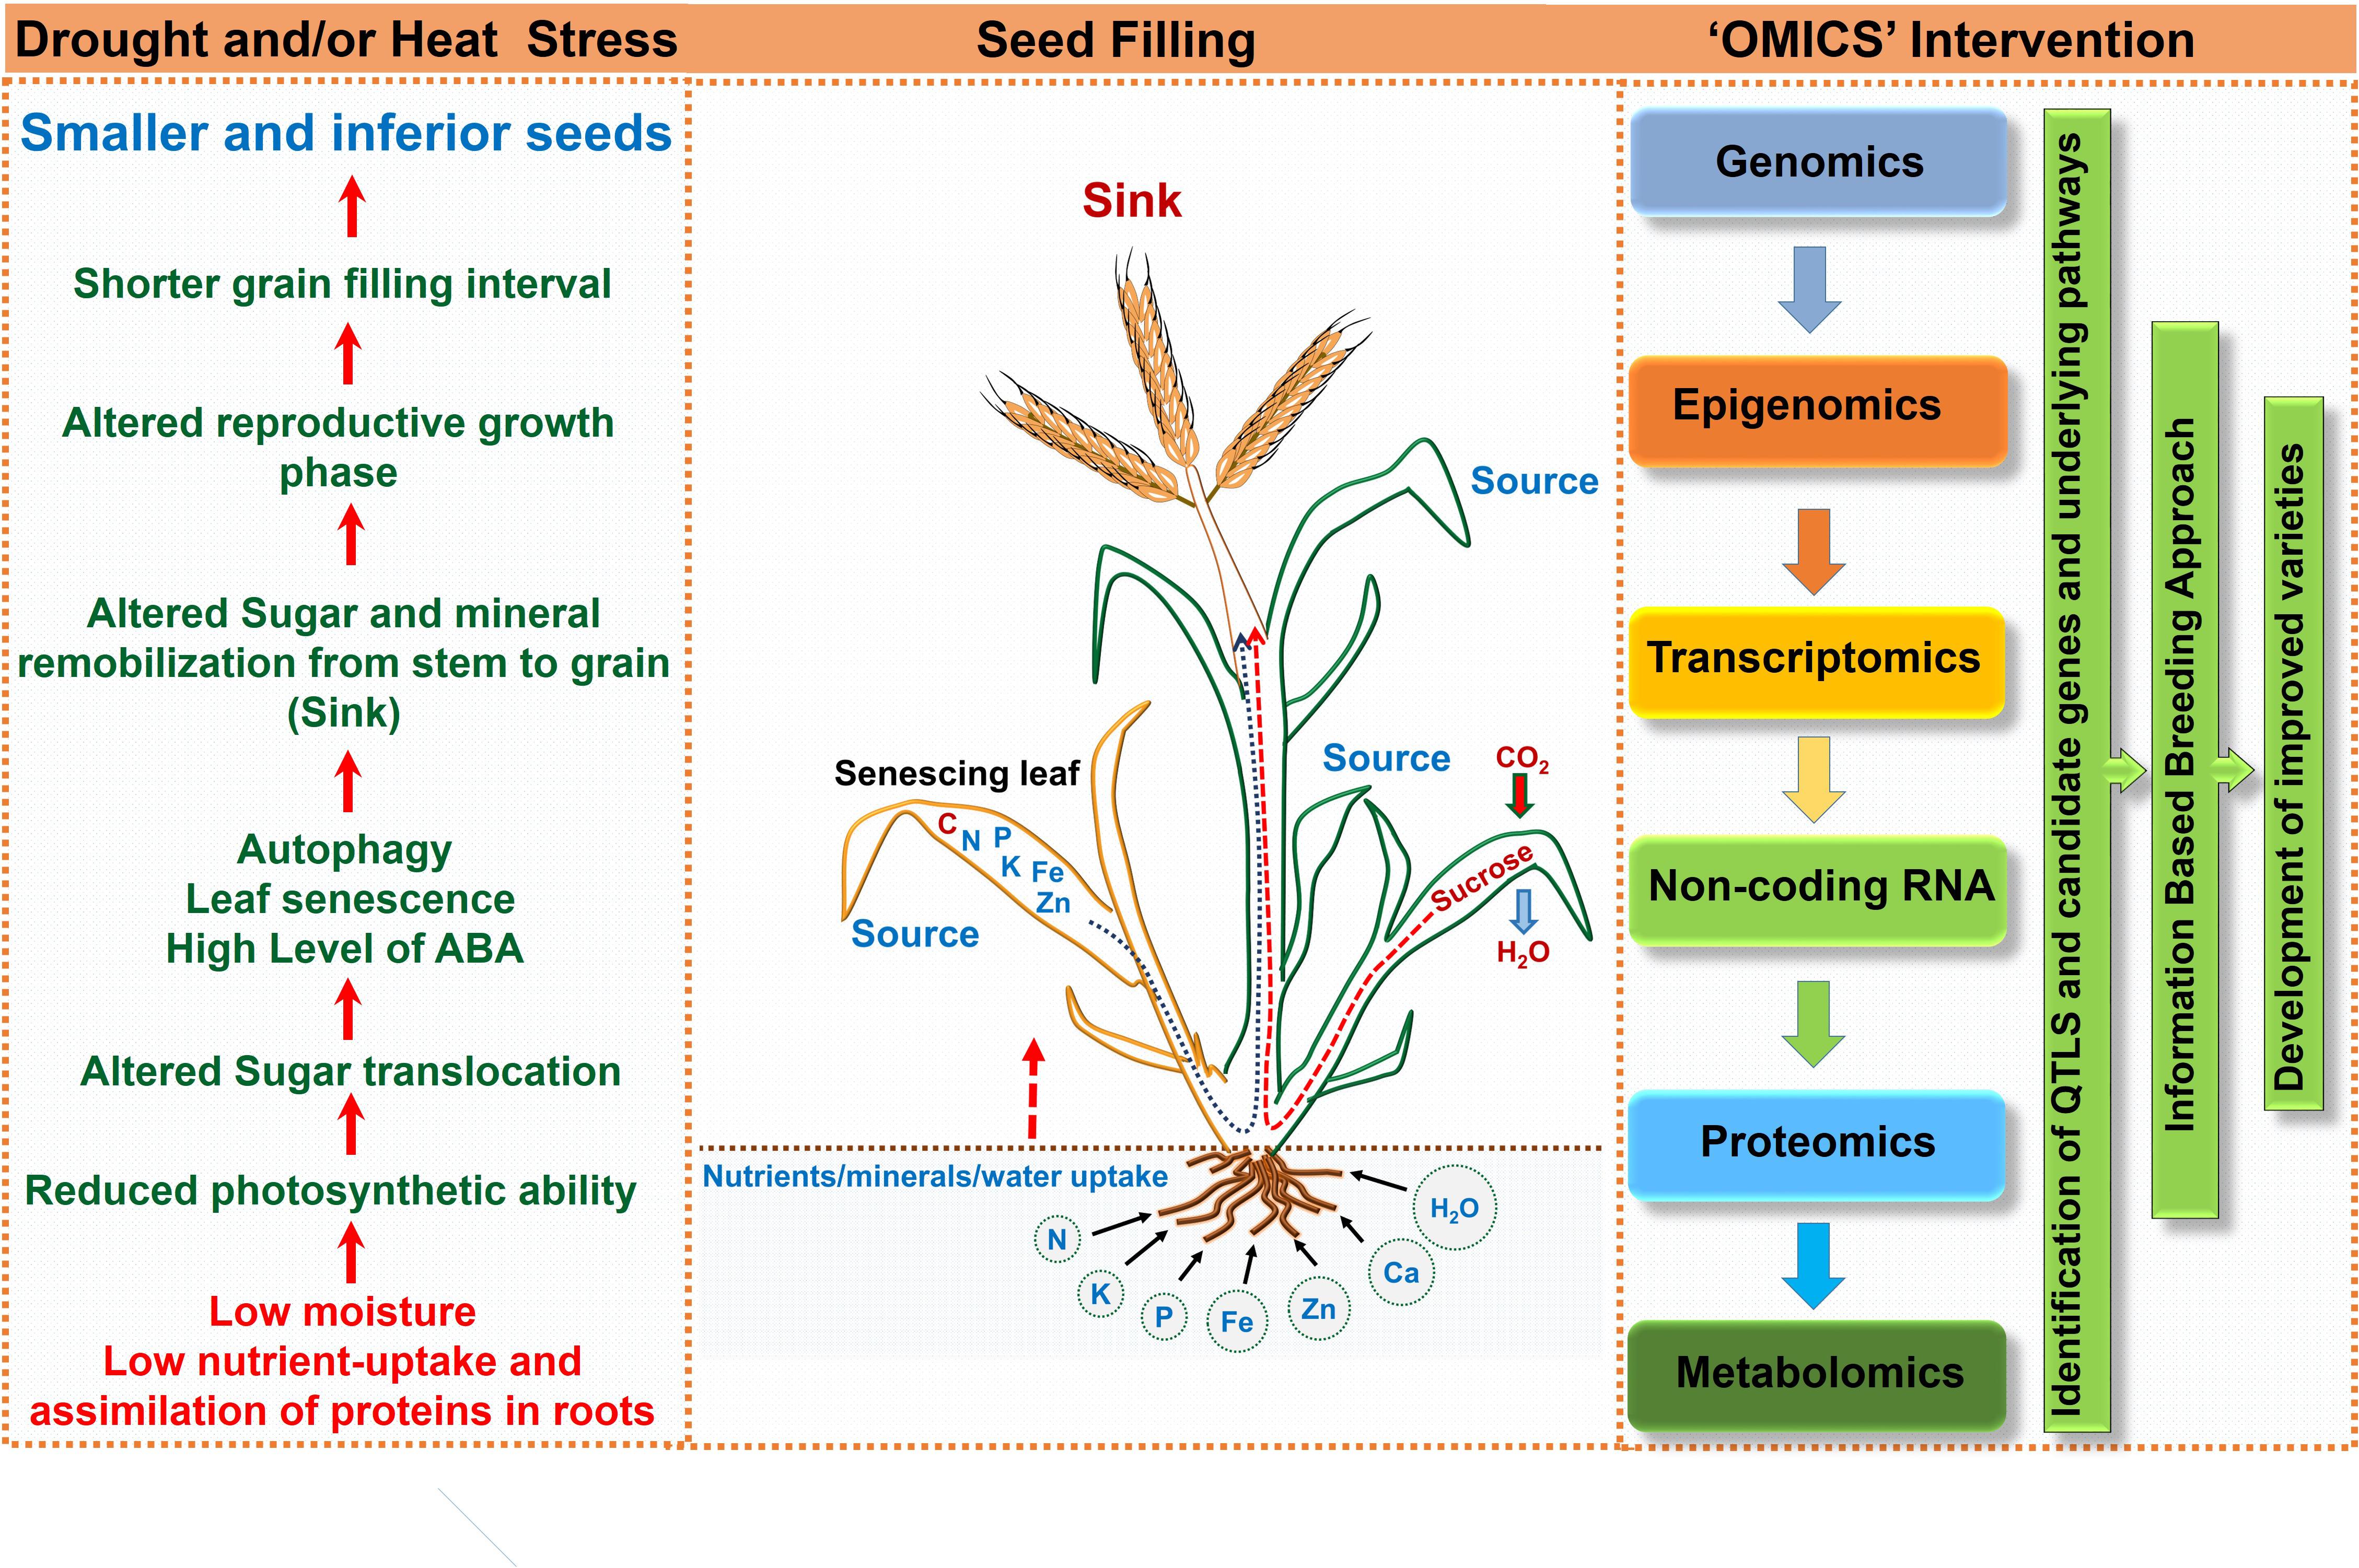 Drought and/or Heat Stress
Seed Filling
‘OMICS’ Intervention
Smaller and inferior seeds
Shorter grain filling interval
Altered reproductive growth
phase
Altered Sugar and mineral
remobilization from stem to grain
(Sink)
Autophagy
Leaf senescence
High Level of ABA
Altered Sugar translocation
Reduced photosynthetic ability
Low moisture
Low nutrient-uptake and
assimilation of proteins in roots
Sink
Source
Senescing leaf
C
N
P
K
Fe
Zn
Source
Source
CO₂
Sucrose
H₂O
Nutrients/minerals/water uptake
N
K
P
Fe
Zn
Ca
H₂O
Genomics
Epigenomics
Transcriptomics
Non-coding RNA
Proteomics
Metabolomics
Identification of QTLS and candidate genes and underlying pathways
Information Based Breeding Approach
Development of improved varieties